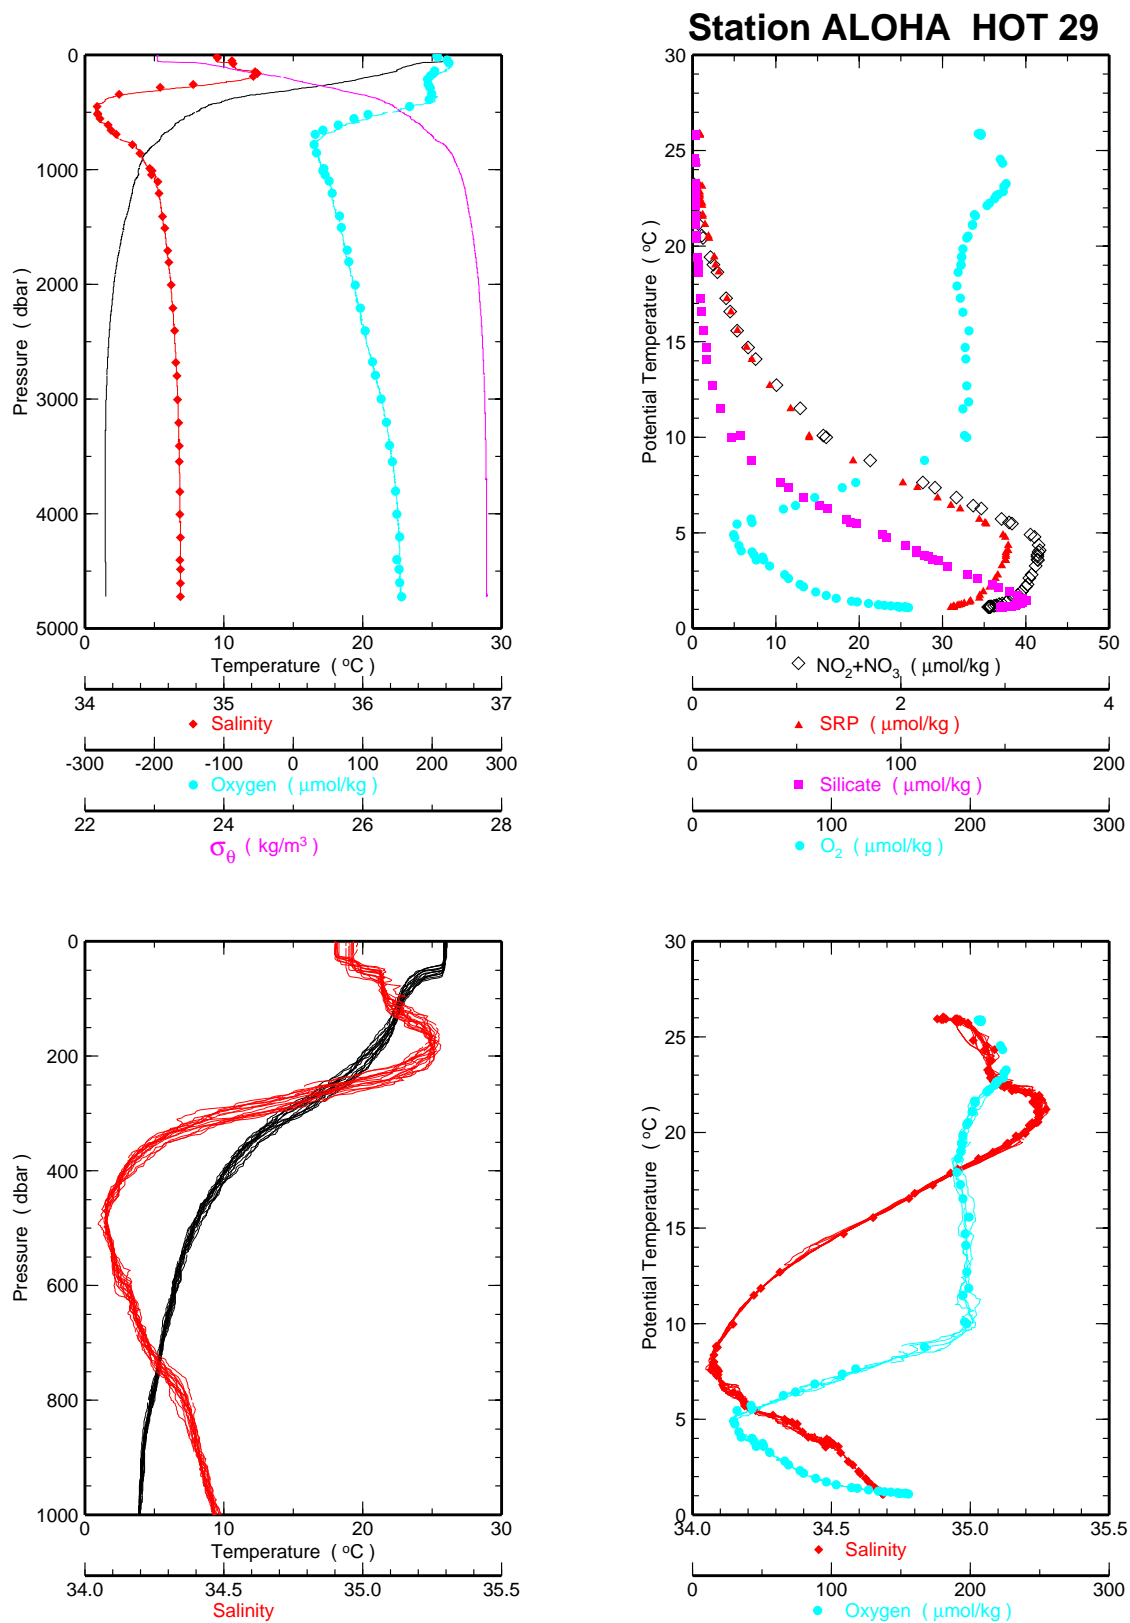 Station ALOHA  HOT 29
0
1000
2000
3000
4000
5000
Pressure ( dbar)
0 10 20 30
Temperature ( °C)
34 35 36 37
Salinity
-300 -200 -100 0 100 200 300
Oxygen ( μmol/kg )
22 24 26 28
σθ ( kg/m³)
30
25
20
15
10
5
0
Potential Temperature ( °C)
0 10 20 30 40 50
NO₂+NO₃ ( μmol/kg )
0 2 4
SRP ( μmol/kg )
0 100 200
Silicate ( μmol/kg )
0 100 200 300
O₂ ( μmol/kg )
0
200
400
600
800
1000
Pressure ( dbar)
0 10 20 30
Temperature ( °C)
34.0 34.5 35.0 35.5
Salinity
30
25
20
15
10
5
0
Potential Temperature ( °C)
34.0 34.5 35.0 35.5
Salinity
0 100 200 300
Oxygen ( μmol/kg )